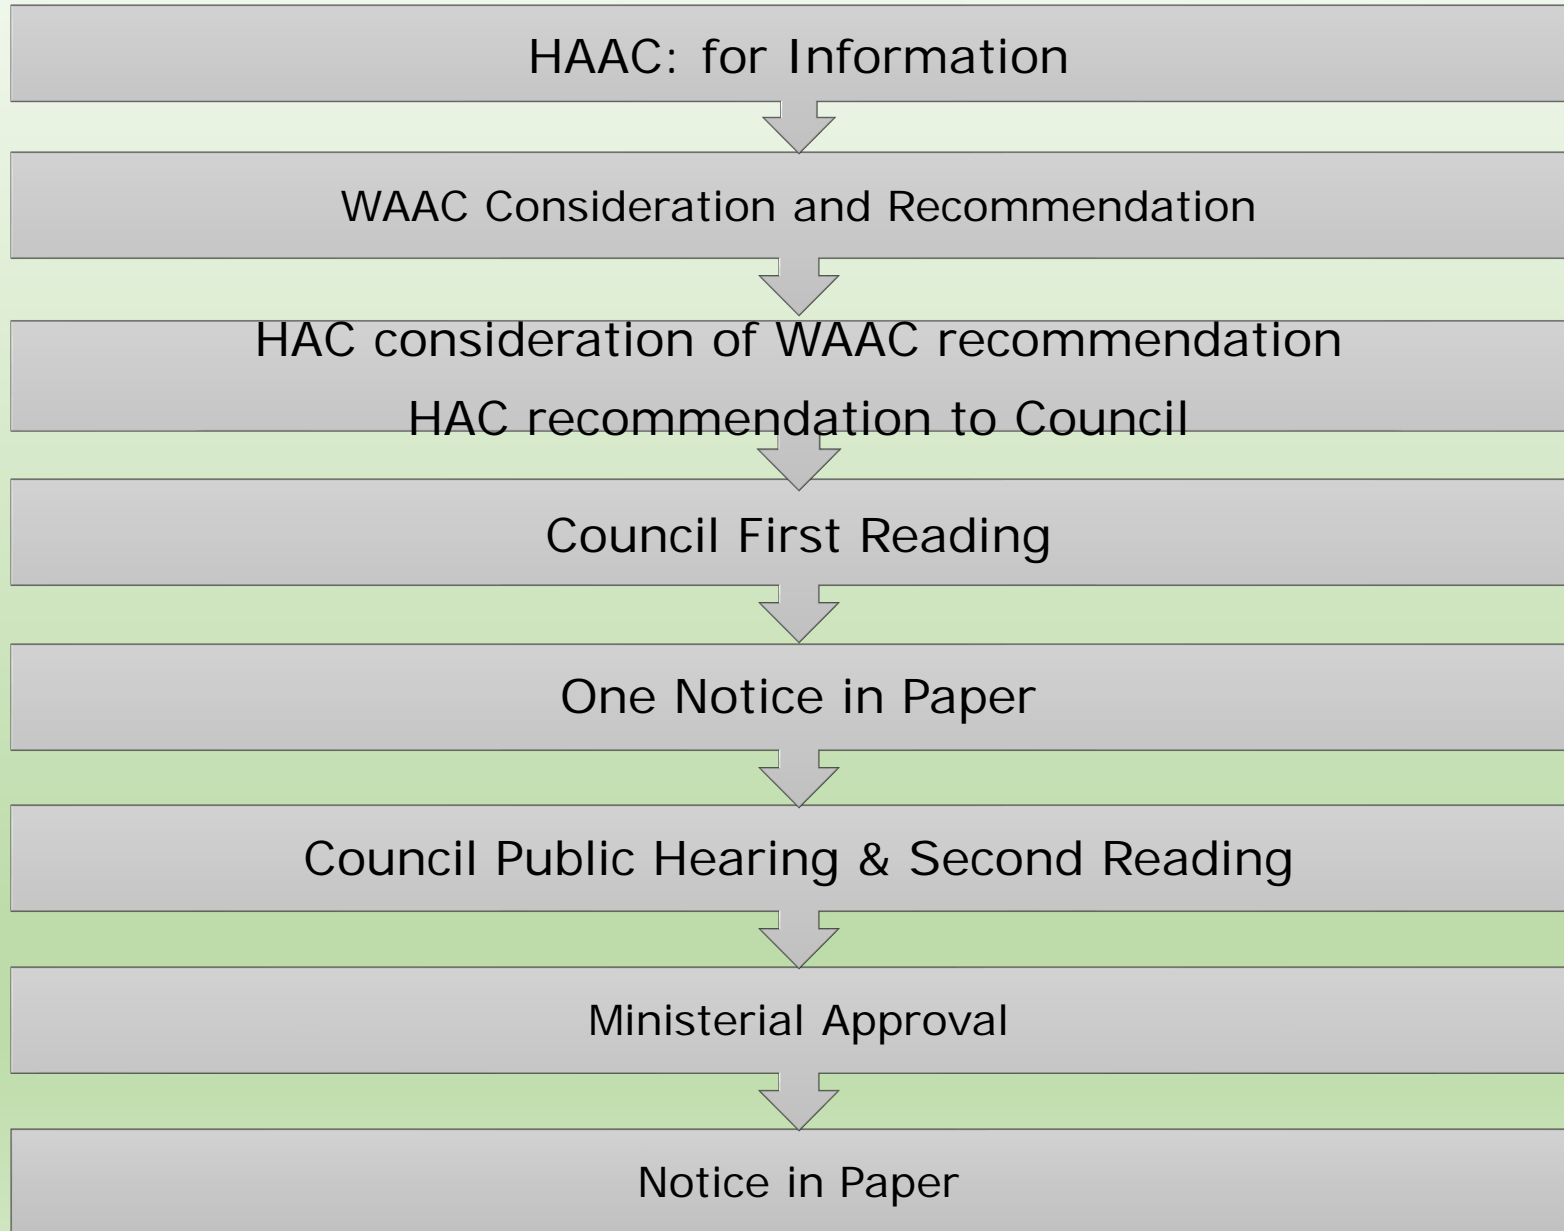 HAAC: for Information
WAAC Consideration and Recommendation
HAC consideration of WAAC recommendation
HAC recommendation to Council
Council First Reading
One Notice in Paper
Council Public Hearing & Second Reading
Ministerial Approval
Notice in Paper